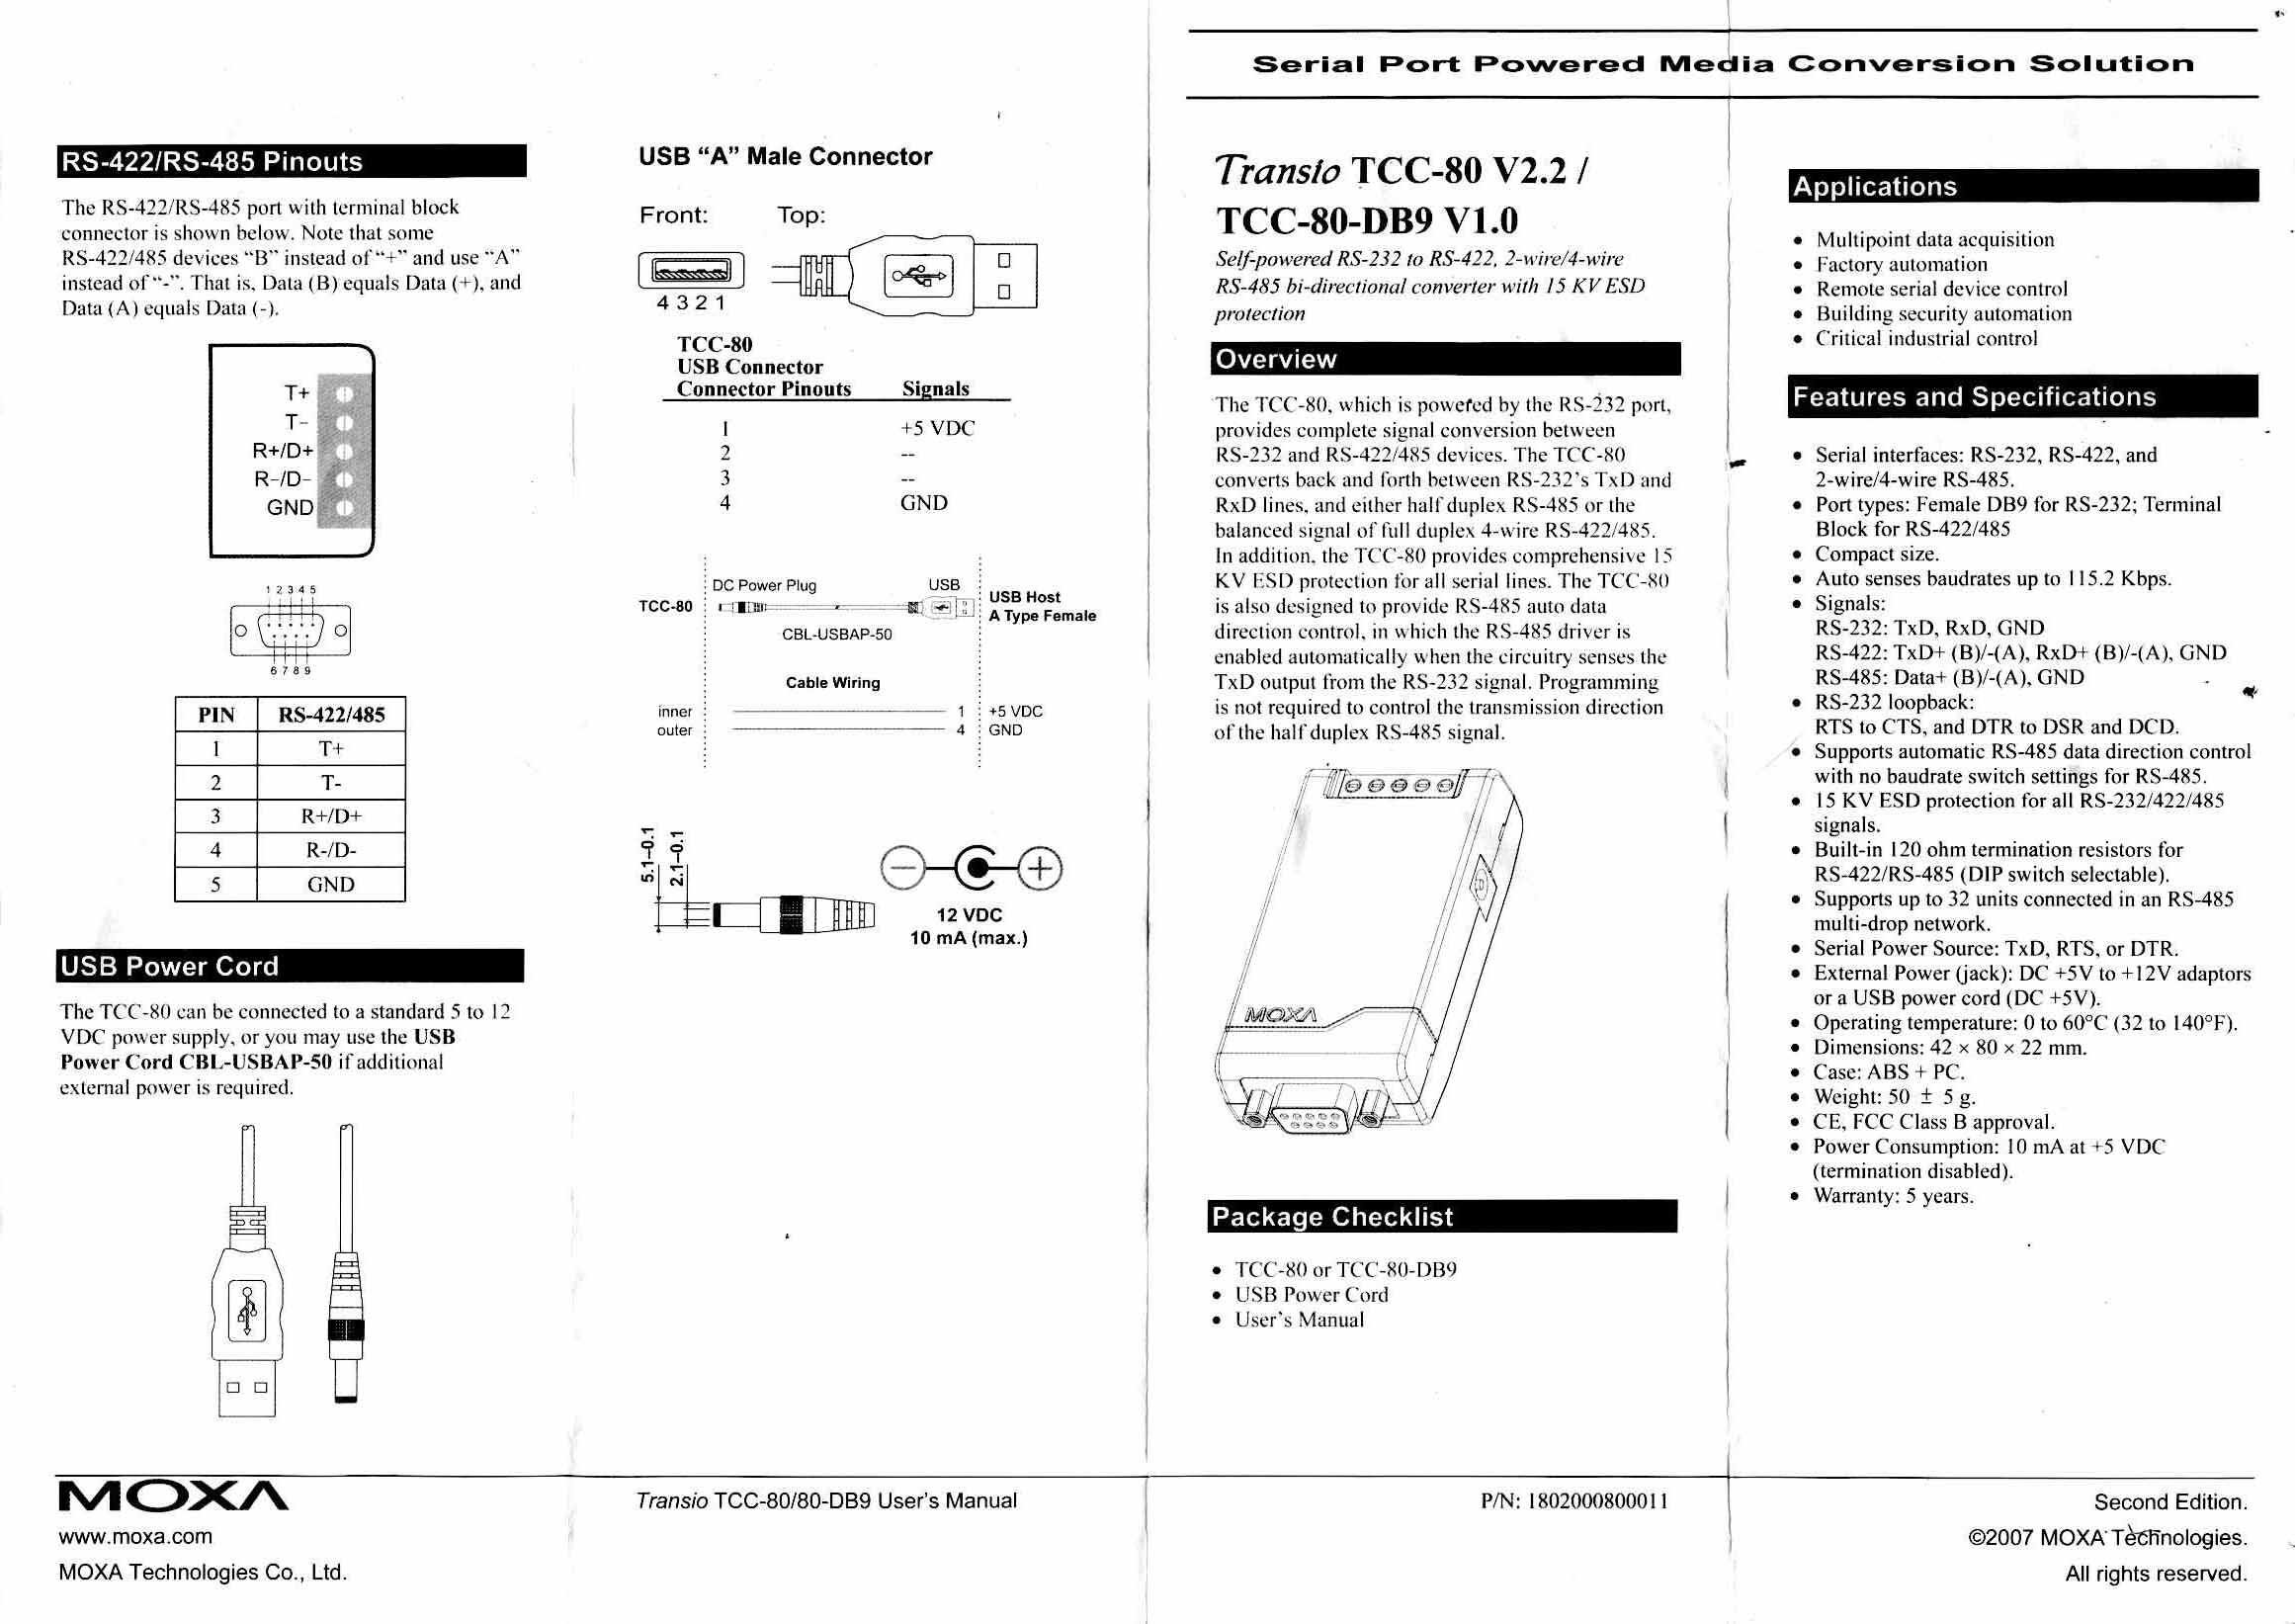 Serial Port Powered Media Conversion Solution
RS-422/RS-485 Pinouts
The RS-422/RS-485 port with terminal block
connector is shown below. Note that some
RS-422/485 devices “B” instead of “+” and use “A”
instead of “-”. That is, Data (B) equals Data (+), and
Data (A) equals Data (-).
T+
T-
R+/D+
R-/D-
GND
1 2 3 4 5
6 7 8 9
PIN RS-422/485
1 T+
2 T-
3 R+/D+
4 R-/D-
5 GND
USB Power Cord
The TCC-80 can be connected to a standard 5 to 12
VDC power supply, or you may use the USB
Power Cord CBL-USBAP-50 if additional
external power is required.
MOXA
www.moxa.com
MOXA Technologies Co., Ltd.
USB “A” Male Connector
Front: Top:
4 3 2 1
TCC-80
USB Connector
Connector Pinouts Signals
1 +5 VDC
2 --
3 --
4 GND
DC Power Plug USB
TCC-80
USB Host
A Type Female
CBL-USBAP-50
Cable Wiring
inner 1 +5 VDC
outer 4 GND
5.1-0.1
2.1-0.1
12 VDC
10 mA (max.)
Transio TCC-80/80-DB9 User's Manual
Transio TCC-80 V2.2 /
TCC-80-DB9 V1.0
Self-powered RS-232 to RS-422, 2-wire/4-wire
RS-485 bi-directional converter with 15 KV ESD
protection
Overview
The TCC-80, which is powered by the RS-232 port,
provides complete signal conversion between
RS-232 and RS-422/485 devices. The TCC-80
converts back and forth between RS-232's TxD and
RxD lines, and either half duplex RS-485 or the
balanced signal of full duplex 4-wire RS-422/485.
In addition, the TCC-80 provides comprehensive 15
KV ESD protection for all serial lines. The TCC-80
is also designed to provide RS-485 auto data
direction control, in which the RS-485 driver is
enabled automatically when the circuitry senses the
TxD output from the RS-232 signal. Programming
is not required to control the transmission direction
of the half duplex RS-485 signal.
MOXA
Package Checklist
• TCC-80 or TCC-80-DB9
• USB Power Cord
• User's Manual
P/N: 1802000800011
Applications
• Multipoint data acquisition
• Factory automation
• Remote serial device control
• Building security automation
• Critical industrial control
Features and Specifications
• Serial interfaces: RS-232, RS-422, and
2-wire/4-wire RS-485.
• Port types: Female DB9 for RS-232; Terminal
Block for RS-422/485
• Compact size.
• Auto senses baudrates up to 115.2 Kbps.
• Signals:
RS-232: TxD, RxD, GND
RS-422: TxD+ (B)/-(A), RxD+ (B)/-(A), GND
RS-485: Data+ (B)/-(A), GND
• RS-232 loopback:
RTS to CTS, and DTR to DSR and DCD.
• Supports automatic RS-485 data direction control
with no baudrate switch settings for RS-485.
• 15 KV ESD protection for all RS-232/422/485
signals.
• Built-in 120 ohm termination resistors for
RS-422/RS-485 (DIP switch selectable).
• Supports up to 32 units connected in an RS-485
multi-drop network.
• Serial Power Source: TxD, RTS, or DTR.
• External Power (jack): DC +5V to +12V adaptors
or a USB power cord (DC +5V).
• Operating temperature: 0 to 60°C (32 to 140°F).
• Dimensions: 42 × 80 × 22 mm.
• Case: ABS + PC.
• Weight: 50 ± 5 g.
• CE, FCC Class B approval.
• Power Consumption: 10 mA at +5 VDC
(termination disabled).
• Warranty: 5 years.
Second Edition.
©2007 MOXA Technologies.
All rights reserved.